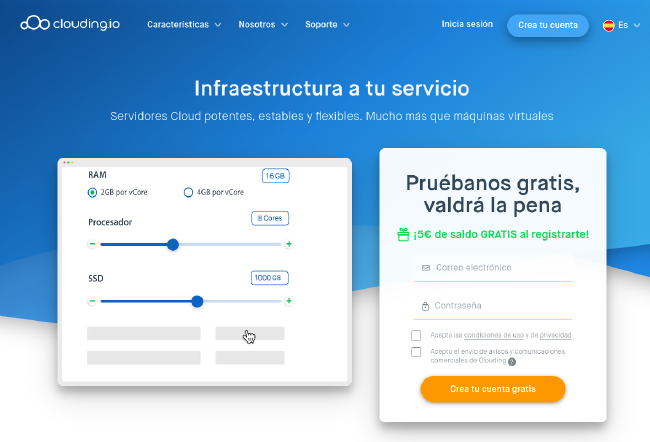 clouding.io
Características Nosotros Soporte Inicia sesión Crea tu cuenta Es
Infraestructura a tu servicio
Servidores Cloud potentes, estables y flexibles. Mucho más que máquinas virtuales
RAM 16 GB
2GB por vCore 4GB por vCore
Procesador 8 Cores
SSD 1000 GB
Pruébanos gratis,
valdrá la pena
¡5€ de saldo GRATIS al registrarte!
Correo electrónico
Contraseña
Acepto las condiciones de uso y de privacidad
Acepto el envío de avisos y comunicaciones
comerciales de Clouding ?
Crea tu cuenta gratis